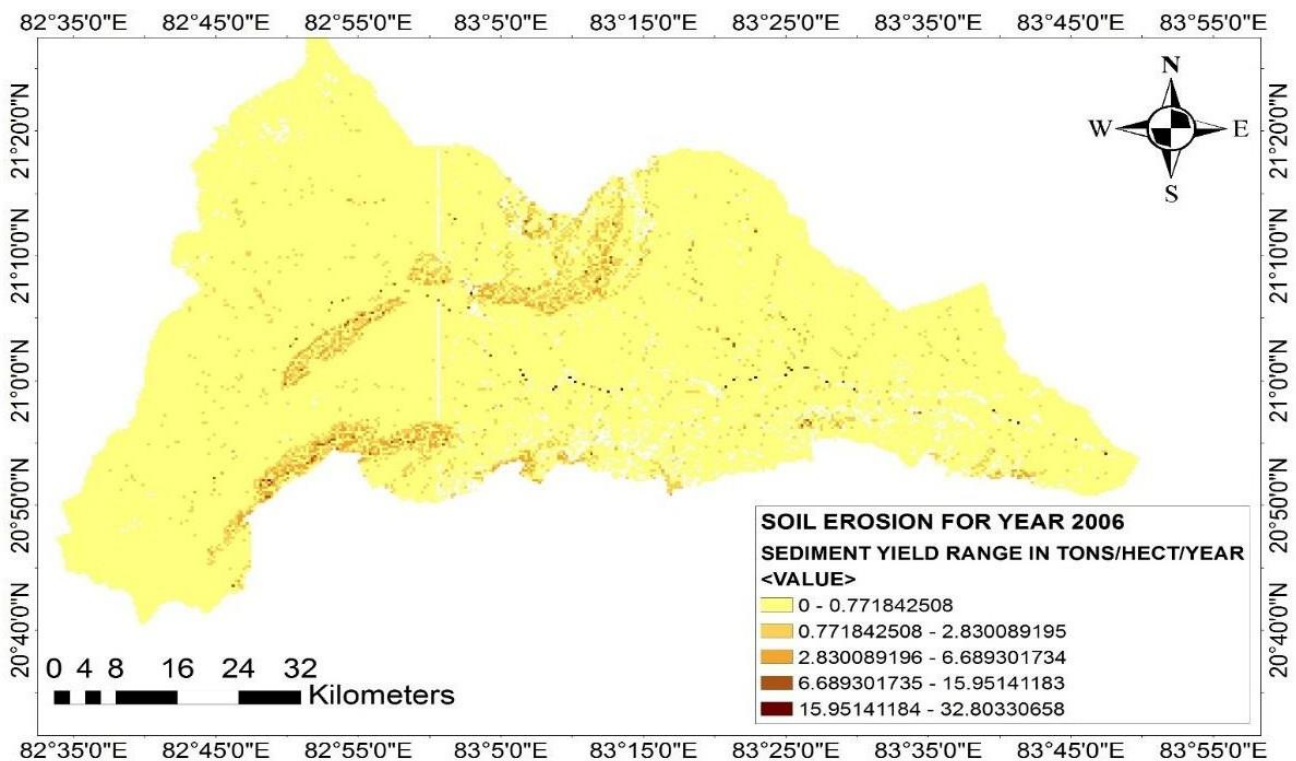 82°35'0"E 82°45'0"E 82°55'0"E 83°5'0"E 83°15'0"E 83°25'0"E 83°35'0"E 83°45'0"E 83°55'0"E
N
W E
S
21°20'0"N 21°20'0"N
21°10'0"N 21°10'0"N
21°0'0"N 21°0'0"N
20°50'0"N 20°50'0"N
20°40'0"N 20°40'0"N
SOIL EROSION FOR YEAR 2006
SEDIMENT YIELD RANGE IN TONS/HECT/YEAR
<VALUE>
0 - 0.771842508
0.771842508 - 2.830089195
2.830089196 - 6.689301734
6.689301735 - 15.95141183
15.95141184 - 32.80330658
0 4 8 16 24 32
Kilometers
82°35'0"E 82°45'0"E 82°55'0"E 83°5'0"E 83°15'0"E 83°25'0"E 83°35'0"E 83°45'0"E 83°55'0"E